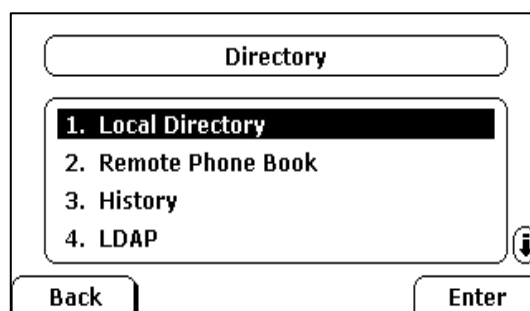 Directory
1. Local Directory
2. Remote Phone Book
3. History
4. LDAP
Back Enter